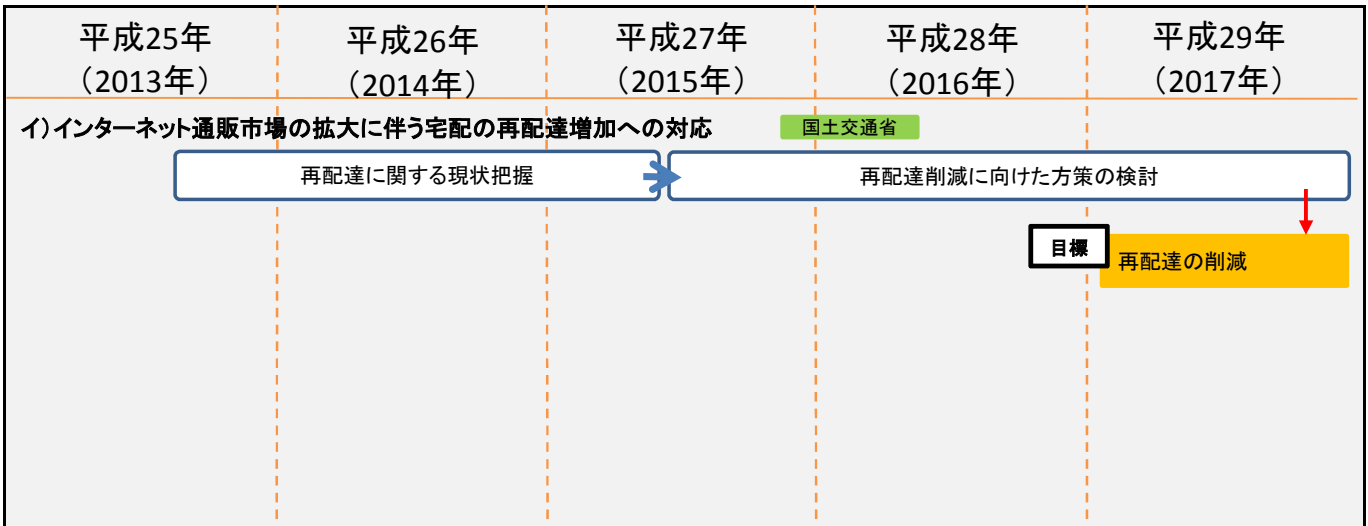 平成25年
(2013年)
平成26年
(2014年)
平成27年
(2015年)
平成28年
(2016年)
平成29年
(2017年)
イ)インターネット通販市場の拡大に伴う宅配の再配達増加への対応
国土交通省
再配達に関する現状把握
再配達削減に向けた方策の検討
目標
再配達の削減